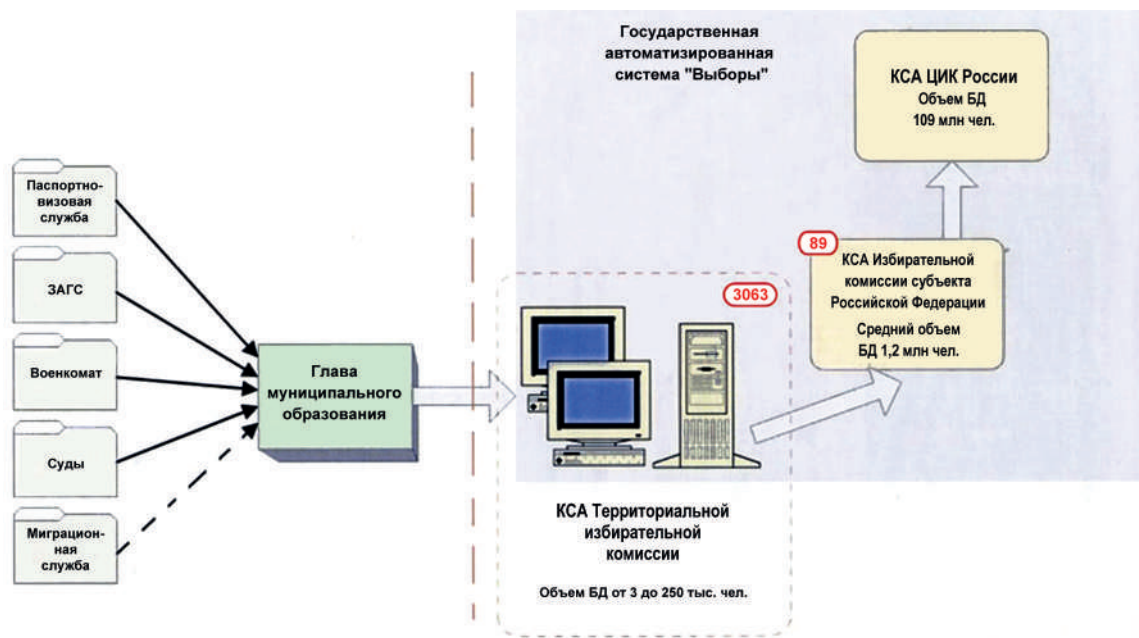 Государственная
автоматизированная
система "Выборы"
КСА ЦИК России
Объем БД
109 млн чел.
Паспортно-
визовая
служба
ЗАГС
Военкомат
Суды
Миграцион-
ная
служба
Глава
муниципального
образования
3063
КСА Территориальной
избирательной
комиссии
Объем БД от 3 до 250 тыс. чел.
89
КСА Избирательной
комиссии субъекта
Российской Федерации
Средний объем
БД 1,2 млн чел.